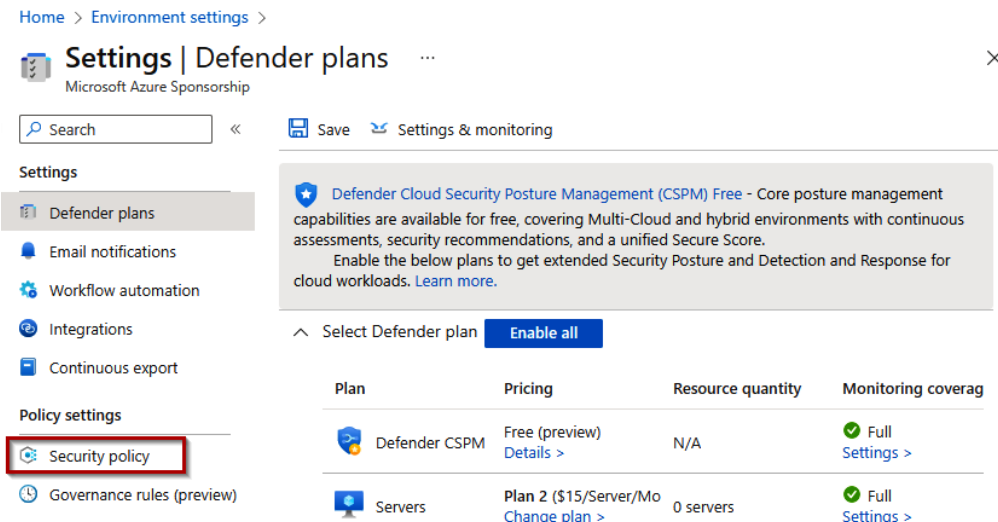 Home > Environment settings >
Settings | Defender plans ...
Microsoft Azure Sponsorship
Search
Save Settings & monitoring
Settings
Defender plans
Email notifications
Workflow automation
Integrations
Continuous export
Policy settings
Security policy
Governance rules (preview)
Defender Cloud Security Posture Management (CSPM) Free - Core posture management
capabilities are available for free, covering Multi-Cloud and hybrid environments with continuous
assessments, security recommendations, and a unified Secure Score.
Enable the below plans to get extended Security Posture and Detection and Response for
cloud workloads. Learn more.
Select Defender plan Enable all
Plan Pricing Resource quantity Monitoring coverag
Defender CSPM Free (preview) N/A Full
Details > Settings >
Servers Plan 2 ($15/Server/Mo 0 servers Full
Change plan > Settings >